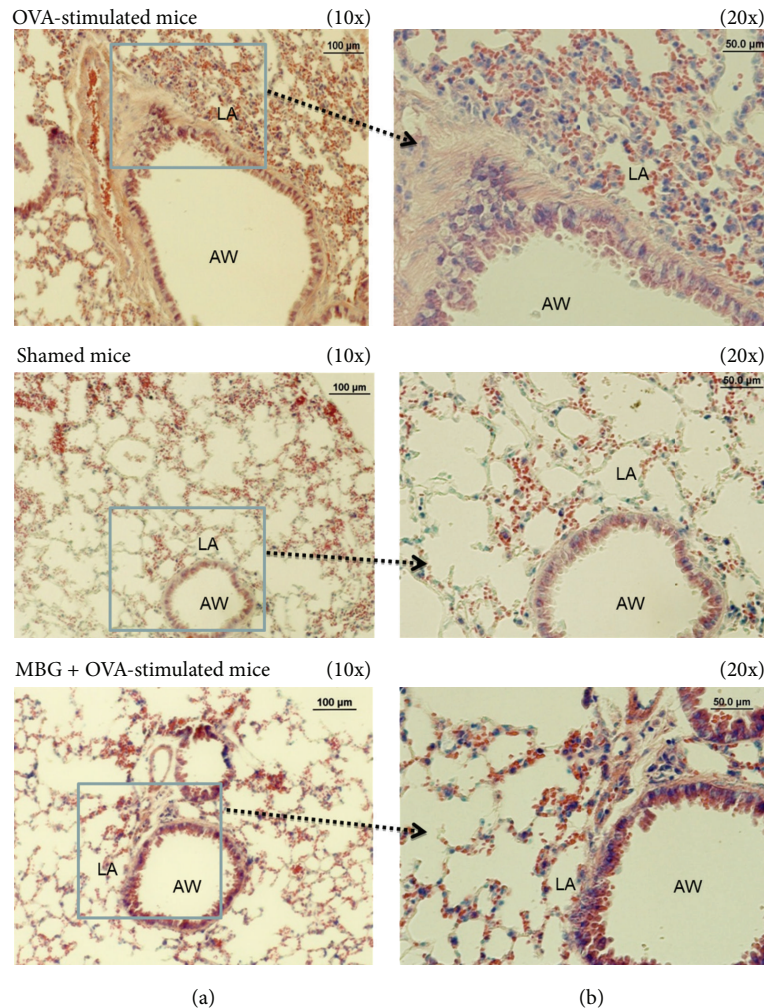 OVA-stimulated mice (10x) (20x)
100 µm 50.0 µm
LA LA
AW AW
Shamed mice (10x) (20x)
100 µm 50.0 µm
LA LA
AW AW
MBG + OVA-stimulated mice (10x) (20x)
100 µm 50.0 µm
LA AW LA AW
(a) (b)